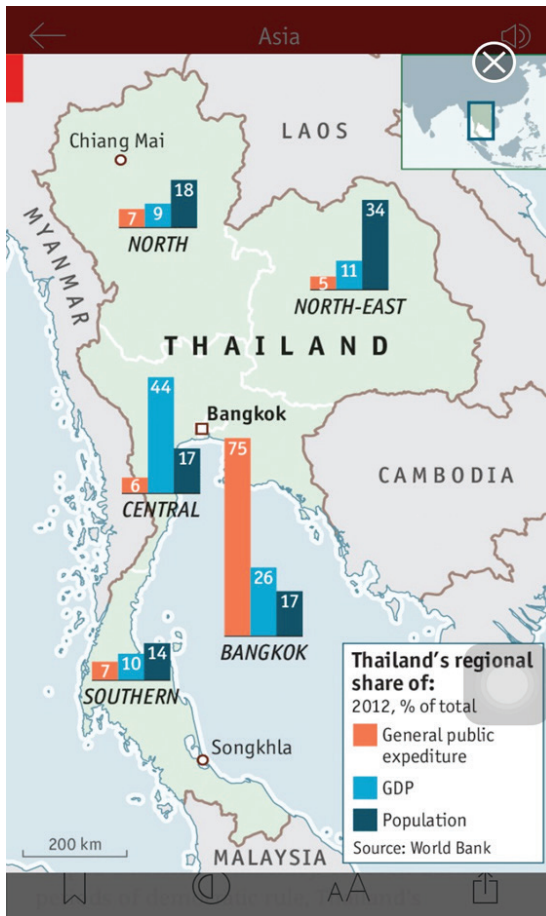 Asia
Chiang Mai
LAOS
MYANMAR
7
9
18
NORTH
5
11
34
NORTH-EAST
THAILAND
Bangkok
6
44
17
CENTRAL
75
26
17
BANGKOK
CAMBODIA
7
10
14
SOUTHERN
Songkhla
MALAYSIA
200 km
Thailand's regional
share of:
2012, % of total
General public
expediture
GDP
Population
Source: World Bank
AA